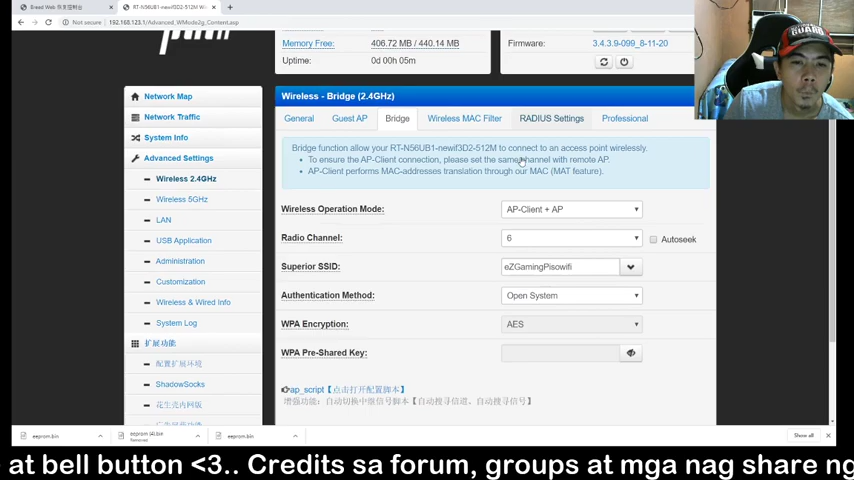 Breed Web 恢复控制台
RT-N56UB1-newif3D2-512M Wi
Not secure 192.168.123.1/Advanced_WMode2g_Content.asp
Memory Free: 406.72 MB / 440.14 MB
Uptime: 0d 00h 05m
Firmware: 3.4.3.9-099_8-11-20
GUARD
Network Map
Network Traffic
System Info
Advanced Settings
Wireless 2.4GHz
Wireless 5GHz
LAN
USB Application
Administration
Customization
Wireless & Wired Info
System Log
扩展功能
配置扩展环境
ShadowSocks
花生壳内网版
Wireless - Bridge (2.4GHz)
General Guest AP Bridge Wireless MAC Filter RADIUS Settings Professional
Bridge function allow your RT-N56UB1-newif3D2-512M to connect to an access point wirelessly.
To ensure the AP-Client connection, please set the same channel with remote AP.
AP-Client performs MAC-addresses translation through our MAC (MAT feature).
Wireless Operation Mode: AP-Client + AP
Radio Channel: 6 Autoseek
Superior SSID: eZGamingPisowifi
Authentication Method: Open System
WPA Encryption: AES
WPA Pre-Shared Key:
ap_script【点击打开配置脚本】
增强功能：自动切换中继信号脚本【自动搜寻信道，自动搜寻信号】
eeprom.bin
eeprom (4).bin
Removed
eeprom.bin
Show all
at bell button <3.. Credits sa forum, groups at mga nag share ng